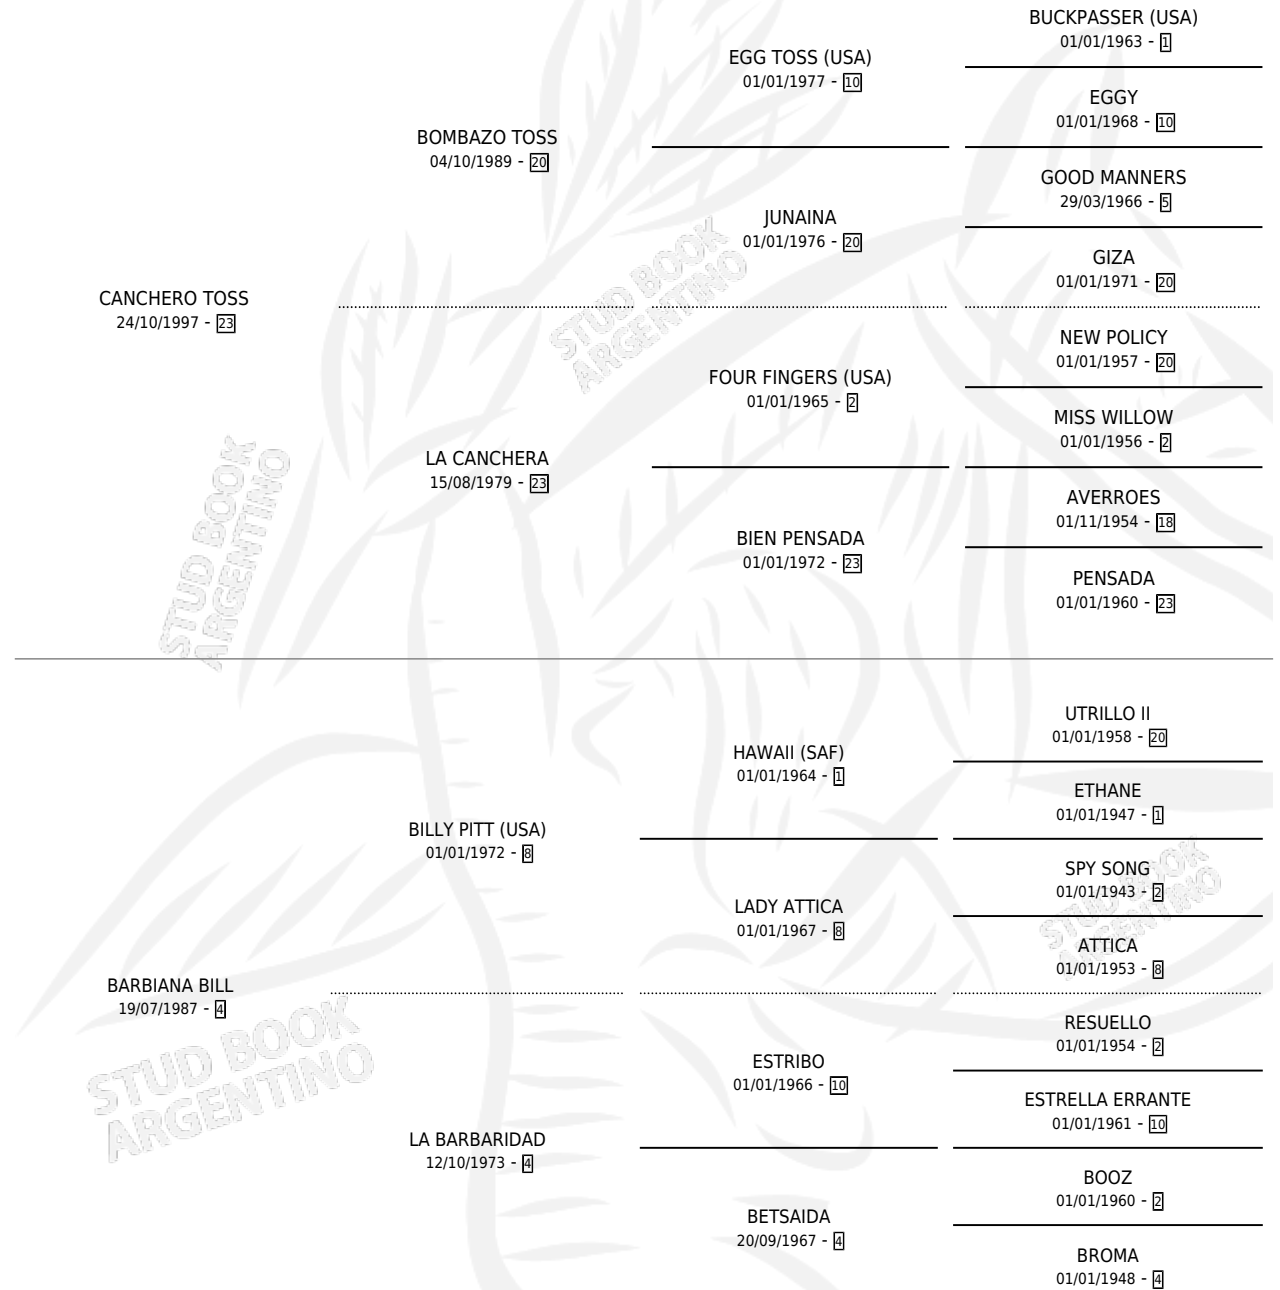 BUCKPASSER (USA)
01/01/1963 - 1
EGG TOSS (USA)
01/01/1977 - 10
EGGY
01/01/1968 - 10
BOMBAZO TOSS
04/10/1989 - 20
GOOD MANNERS
29/03/1966 - 5
JUNAINA
01/01/1976 - 20
GIZA
01/01/1971 - 20
CANCHERO TOSS
24/10/1997 - 23
NEW POLICY
01/01/1957 - 20
FOUR FINGERS (USA)
01/01/1965 - 2
MISS WILLOW
01/01/1956 - 2
LA CANCHERA
15/08/1979 - 23
AVERROES
01/11/1954 - 18
BIEN PENSADA
01/01/1972 - 23
PENSADA
01/01/1960 - 23
UTRILLO II
01/01/1958 - 20
HAWAII (SAF)
01/01/1964 - 1
ETHANE
01/01/1947 - 1
BILLY PITT (USA)
01/01/1972 - 8
SPY SONG
01/01/1943 - 2
LADY ATTICA
01/01/1967 - 8
ATTICA
01/01/1953 - 8
BARBIANA BILL
19/07/1987 - 4
RESUELLO
01/01/1954 - 2
ESTRIBO
01/01/1966 - 10
ESTRELLA ERRANTE
01/01/1961 - 10
LA BARBARIDAD
12/10/1973 - 4
BOOZ
01/01/1960 - 2
BETSAIDA
20/09/1967 - 4
BROMA
01/01/1948 - 4
STUD BOOK
ARGENTINO
STUD BOOK
ARGENTINO
STUD BOOK
ARGENTINO
STUD BOOK
ARGENTINO